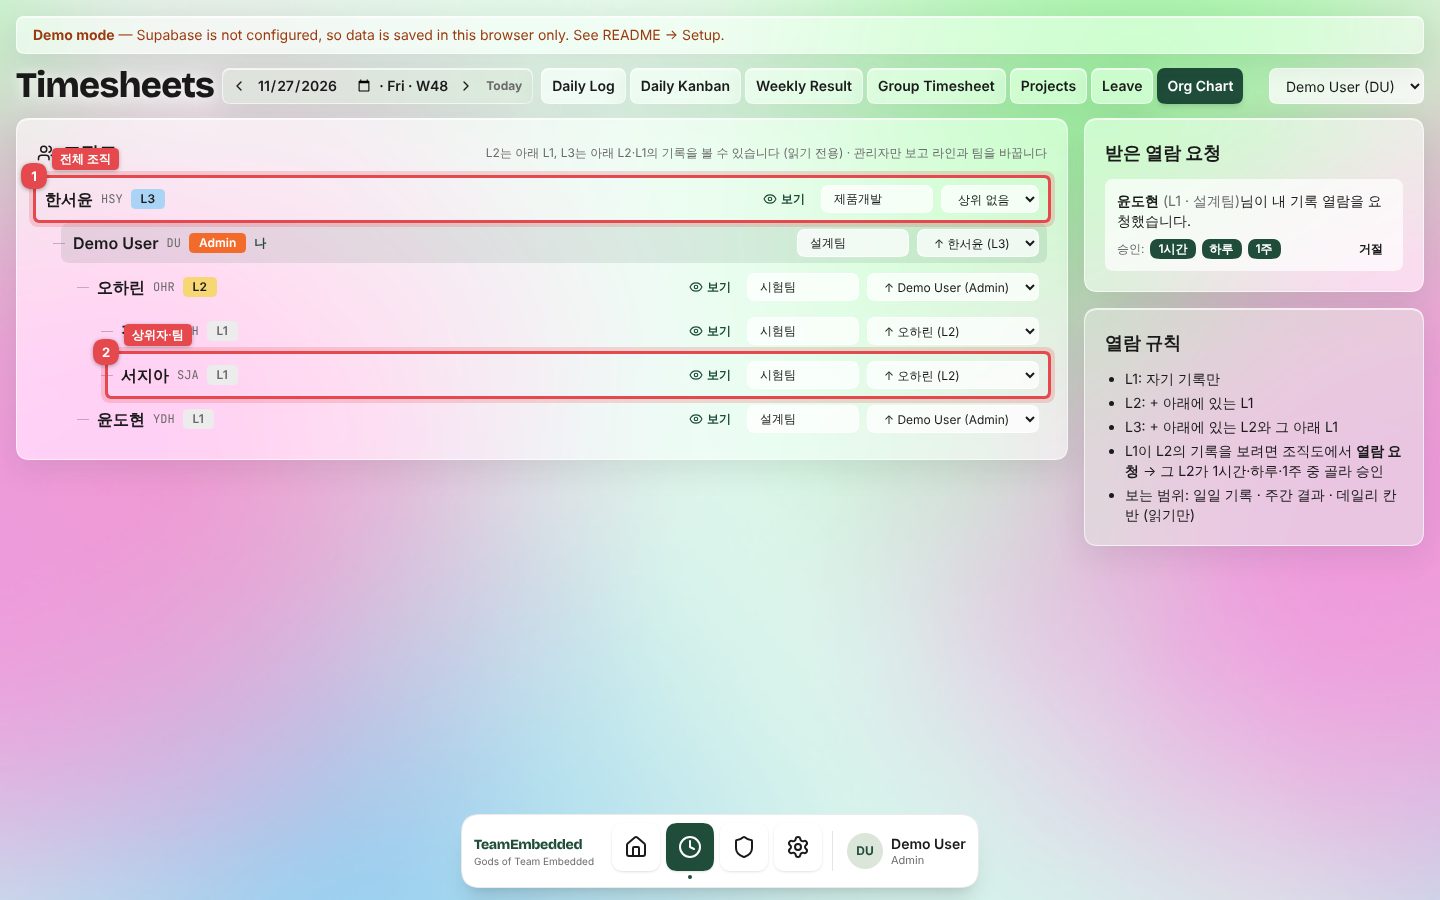 Demo mode — Supabase is not configured, so data is saved in this browser only. See README → Setup.
Timesheets
11/27/2026 · Fri · W48 Today
Daily Log
Daily Kanban
Weekly Result
Group Timesheet
Projects
Leave
Org Chart
Demo User (DU)
전체 조직
L2는 아래 L1, L3는 아래 L2·L1의 기록을 볼 수 있습니다 (읽기 전용) · 관리자만 보고 라인과 팀을 바꿉니다
1
한서윤 HSY L3 보기 제품개발 상위 없음
Demo User DU Admin 나 설계팀 ↑ 한서윤 (L3)
오하린 OHR L2 보기 시험팀 ↑ Demo User (Admin)
상위자·팀
L1 보기 시험팀 ↑ 오하린 (L2)
2
서지아 SJA L1 보기 시험팀 ↑ 오하린 (L2)
윤도현 YDH L1 보기 설계팀 ↑ Demo User (Admin)
받은 열람 요청
윤도현 (L1 · 설계팀)님이 내 기록 열람을 요
청했습니다.
승인: 1시간 하루 1주 거절
열람 규칙
L1: 자기 기록만
L2: + 아래에 있는 L1
L3: + 아래에 있는 L2와 그 아래 L1
L1이 L2의 기록을 보려면 조직도에서 열람 요
청 → 그 L2가 1시간·하루·1주 중 골라 승인
보는 범위: 일일 기록 · 주간 결과 · 데일리 칸
반 (읽기만)
TeamEmbedded
Gods of Team Embedded
DU
Demo User
Admin